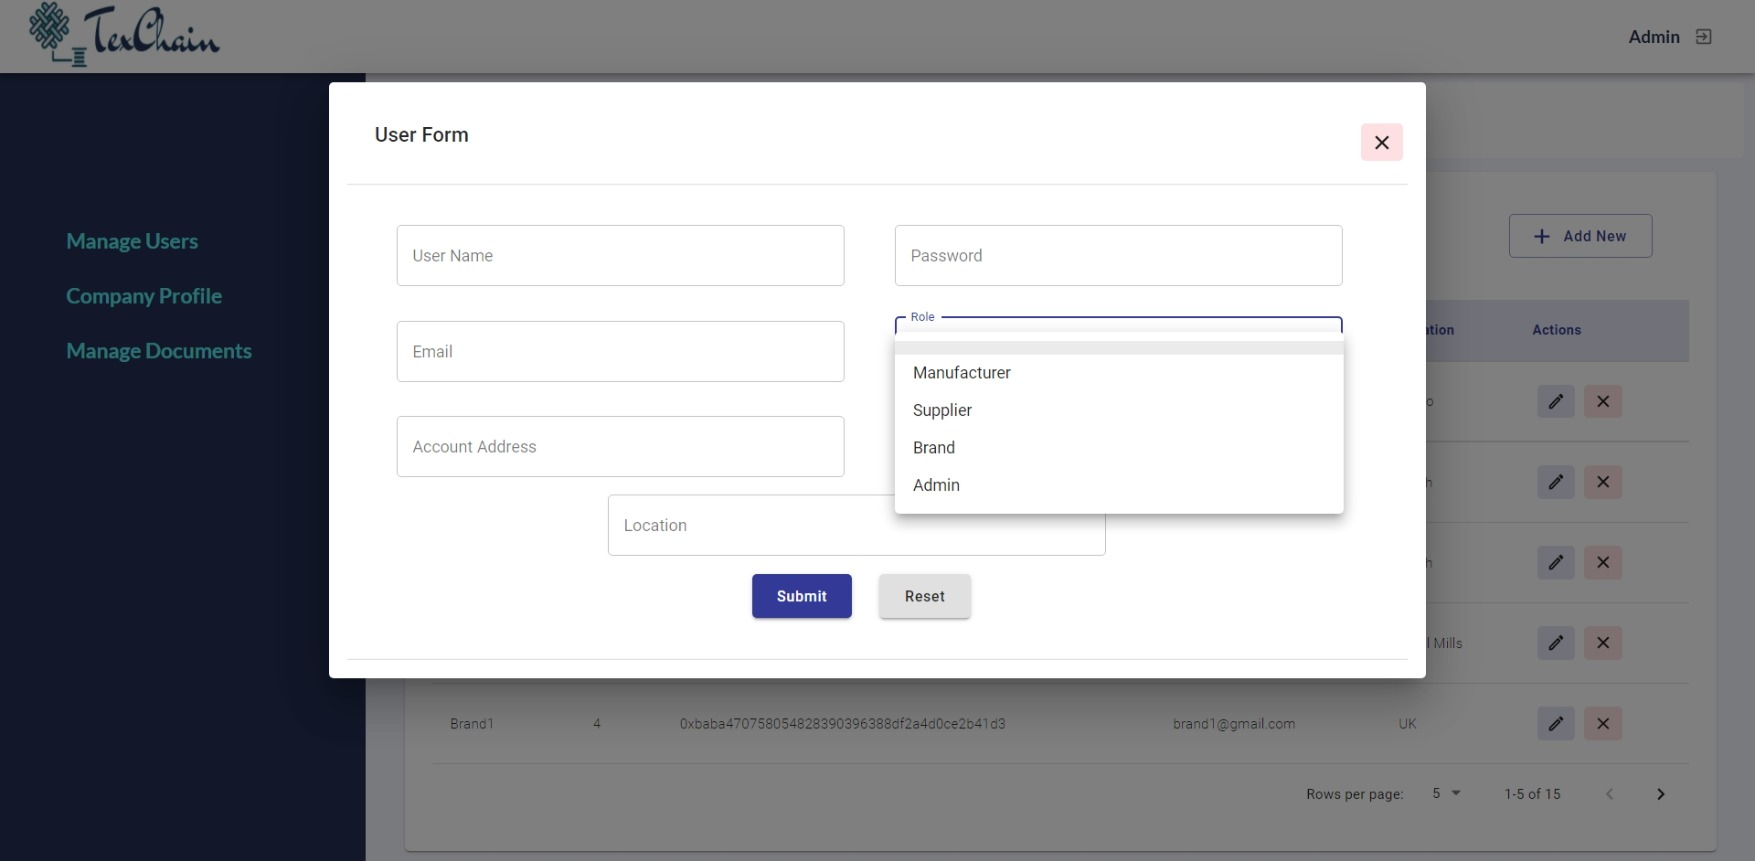 TexChain
Admin
User Form
Manage Users
Company Profile
Manage Documents
User Name
Password
Add New
Email
Role
Manufacturer
Supplier
Brand
Admin
ation
Actions
o
Account Address
h
Location
h
Submit
Reset
l Mills
Brand1 4 0xbaba470758054828390396388df2a4d0ce2b41d3 brand1@gmail.com UK
Rows per page: 5 1-5 of 15